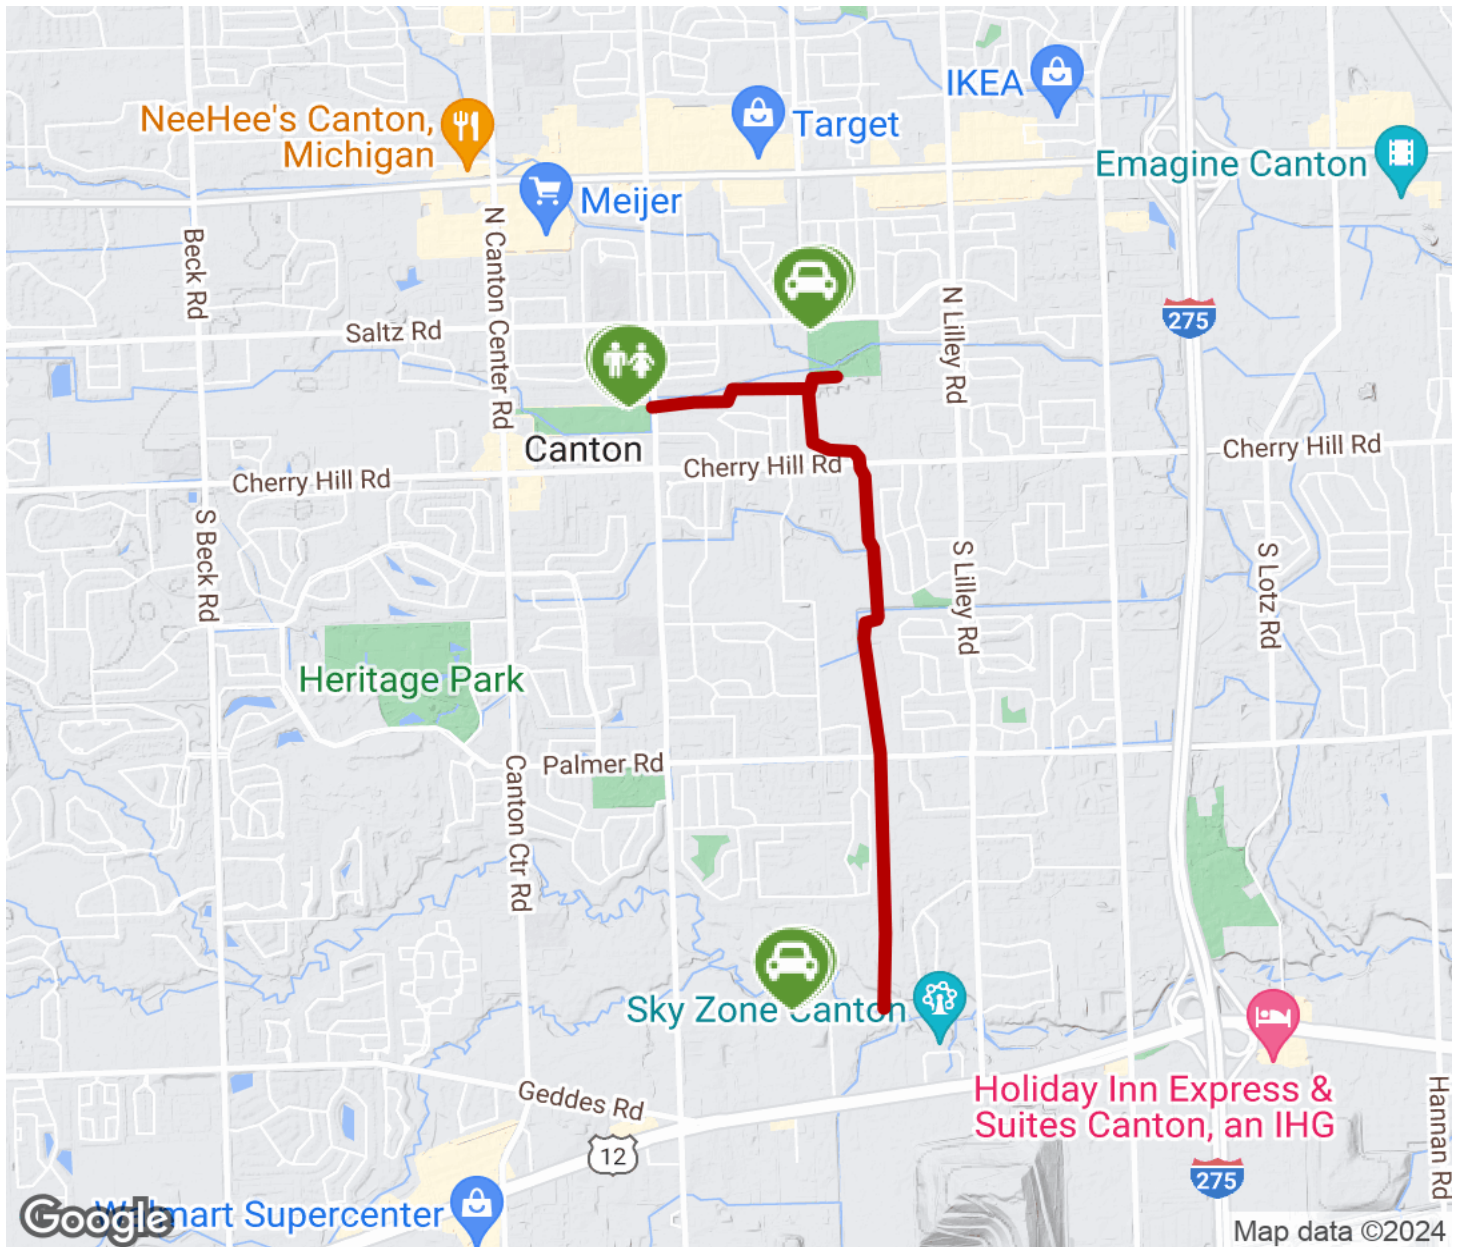 IKEA
NeeHee's Canton,
Michigan
Target
Emagine Canton
Meijer
Beck Rd
N Canton Center Rd
N Lilley Rd
275
Saltz Rd
Canton
Cherry Hill Rd
Cherry Hill Rd
Cherry Hill Rd
S Beck Rd
S Lilley Rd
S Lotz Rd
Heritage Park
Palmer Rd
Canton Ctr Rd
Sky Zone Canton
Geddes Rd
Holiday Inn Express &
Suites Canton, an IHG
Hannan Rd
12
275
Walmart Supercenter
Google
Map data ©2024